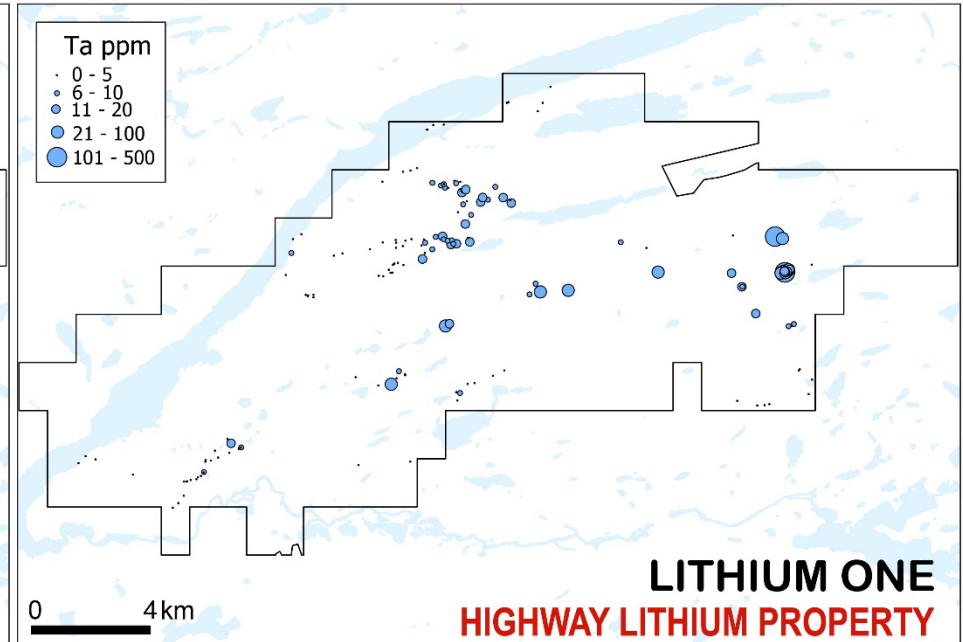 Ta ppm
0 - 5
6 - 10
11 - 20
21 - 100
101 - 500
LITHIUM ONE
0 4 km
HIGHWAY LITHIUM PROPERTY